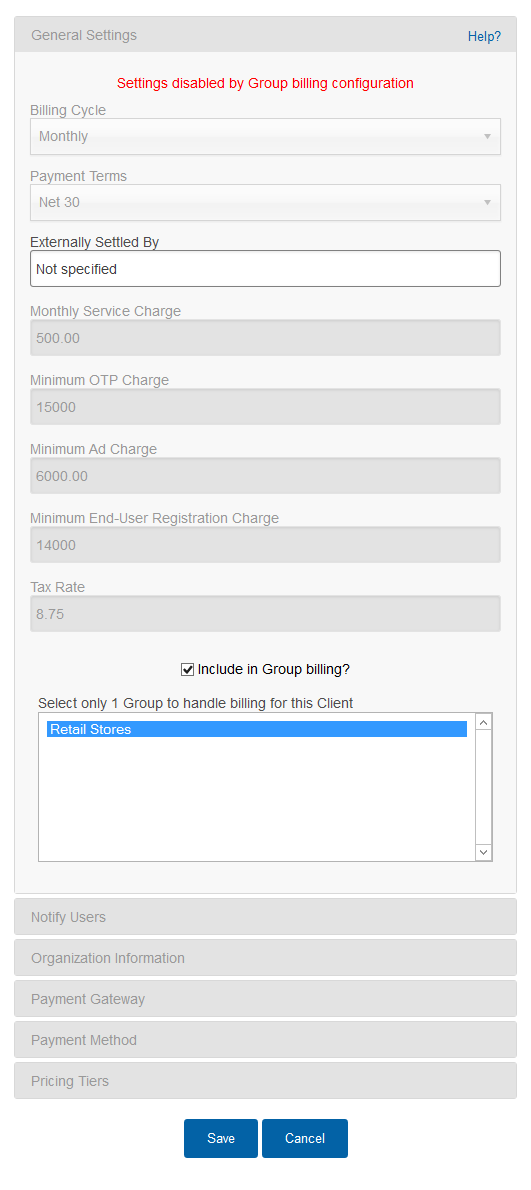 General Settings Help?
Settings disabled by Group billing configuration
Billing Cycle
Monthly
Payment Terms
Net 30
Externally Settled By
Not specified
Monthly Service Charge
500.00
Minimum OTP Charge
15000
Minimum Ad Charge
6000.00
Minimum End-User Registration Charge
14000
Tax Rate
8.75
Include in Group billing?
Select only 1 Group to handle billing for this Client
Retail Stores
Notify Users
Organization Information
Payment Gateway
Payment Method
Pricing Tiers
Save Cancel